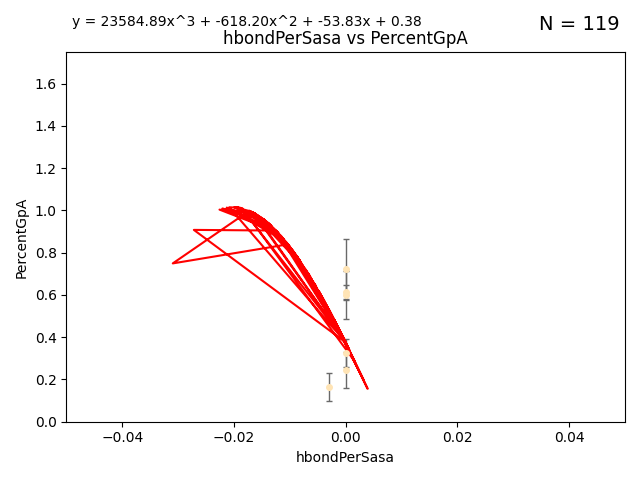 y = 23584.89x^3 + -618.20x^2 + -53.83x + 0.38
N = 119
hbondPerSasa vs PercentGpA
PercentGpA
1.6
1.4
1.2
1.0
0.8
0.6
0.4
0.2
0.0
−0.04 −0.02 0.00 0.02 0.04
hbondPerSasa